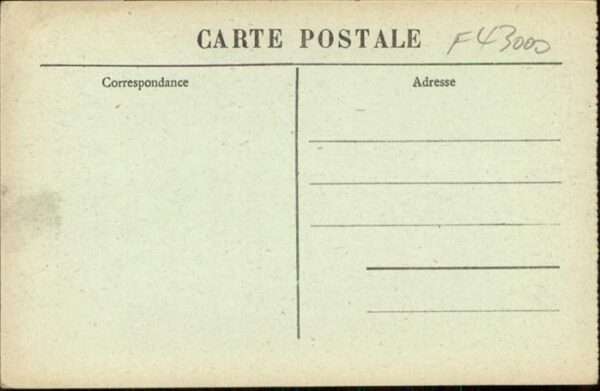 CARTE POSTALE
F43000
Correspondance
Adresse